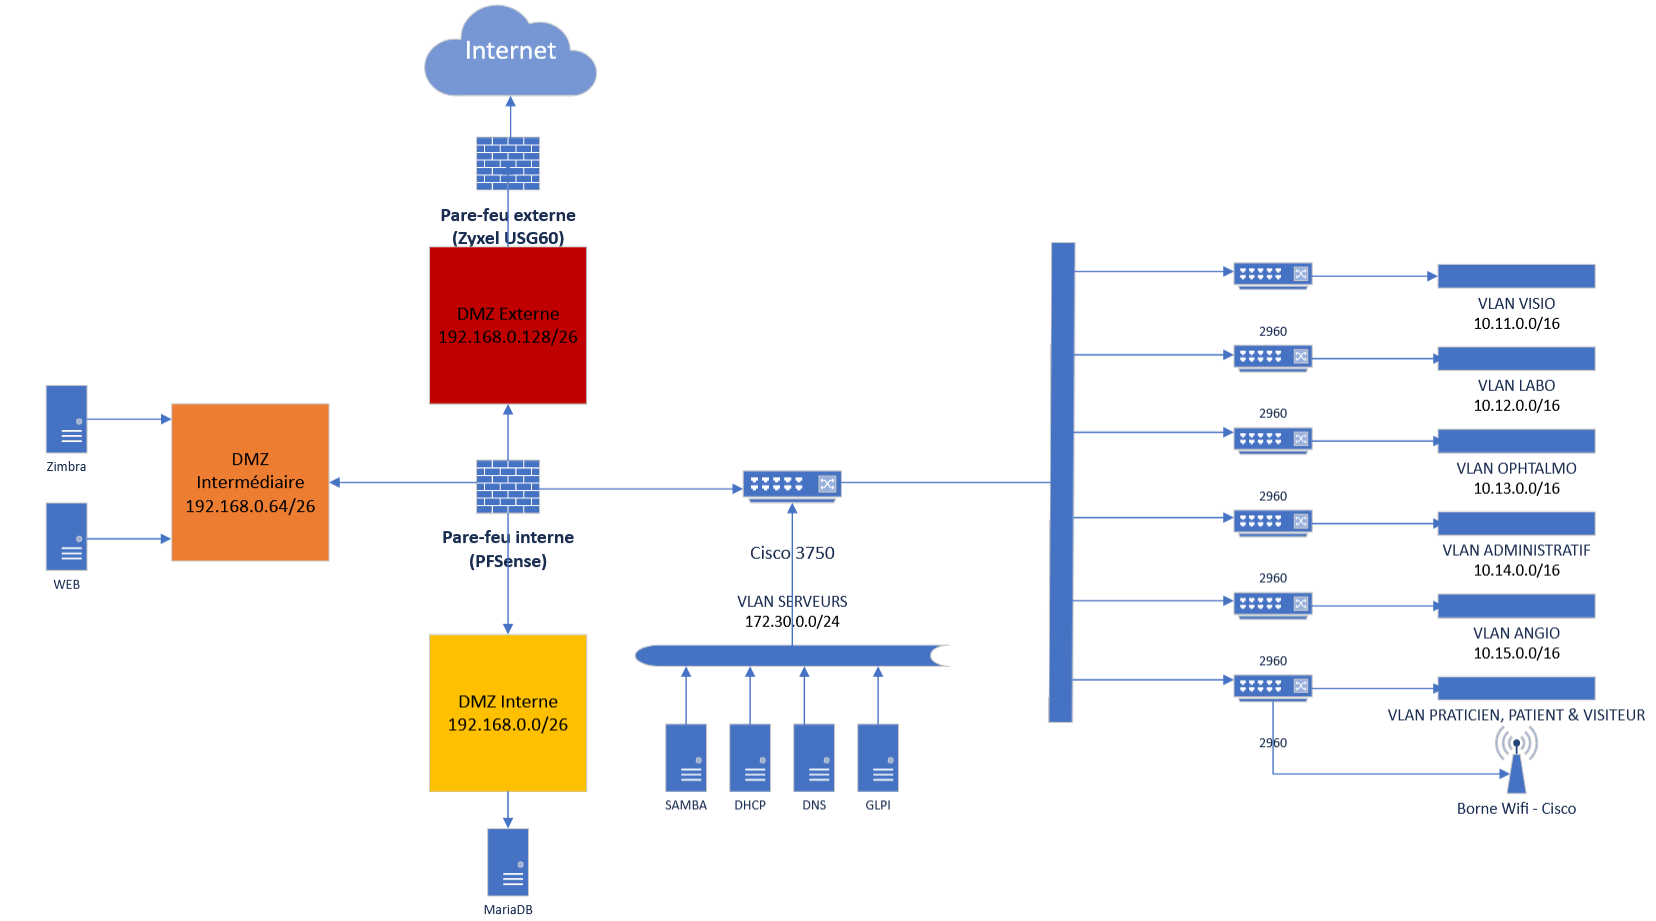 Internet
Pare-feu externe
(Zyxel USG60)
DMZ Externe
192.168.0.128/26
Zimbra
WEB
DMZ
Intermédiaire
192.168.0.64/26
Pare-feu interne
(PFSense)
DMZ Interne
192.168.0.0/26
MariaDB
Cisco 3750
VLAN SERVEURS
172.30.0.0/24
SAMBA
DHCP
DNS
GLPI
VLAN VISIO
10.11.0.0/16
2960
VLAN LABO
10.12.0.0/16
2960
VLAN OPHTALMO
10.13.0.0/16
2960
VLAN ADMINISTRATIF
10.14.0.0/16
2960
VLAN ANGIO
10.15.0.0/16
2960
VLAN PRATICIEN, PATIENT & VISITEUR
2960
Borne Wifi - Cisco